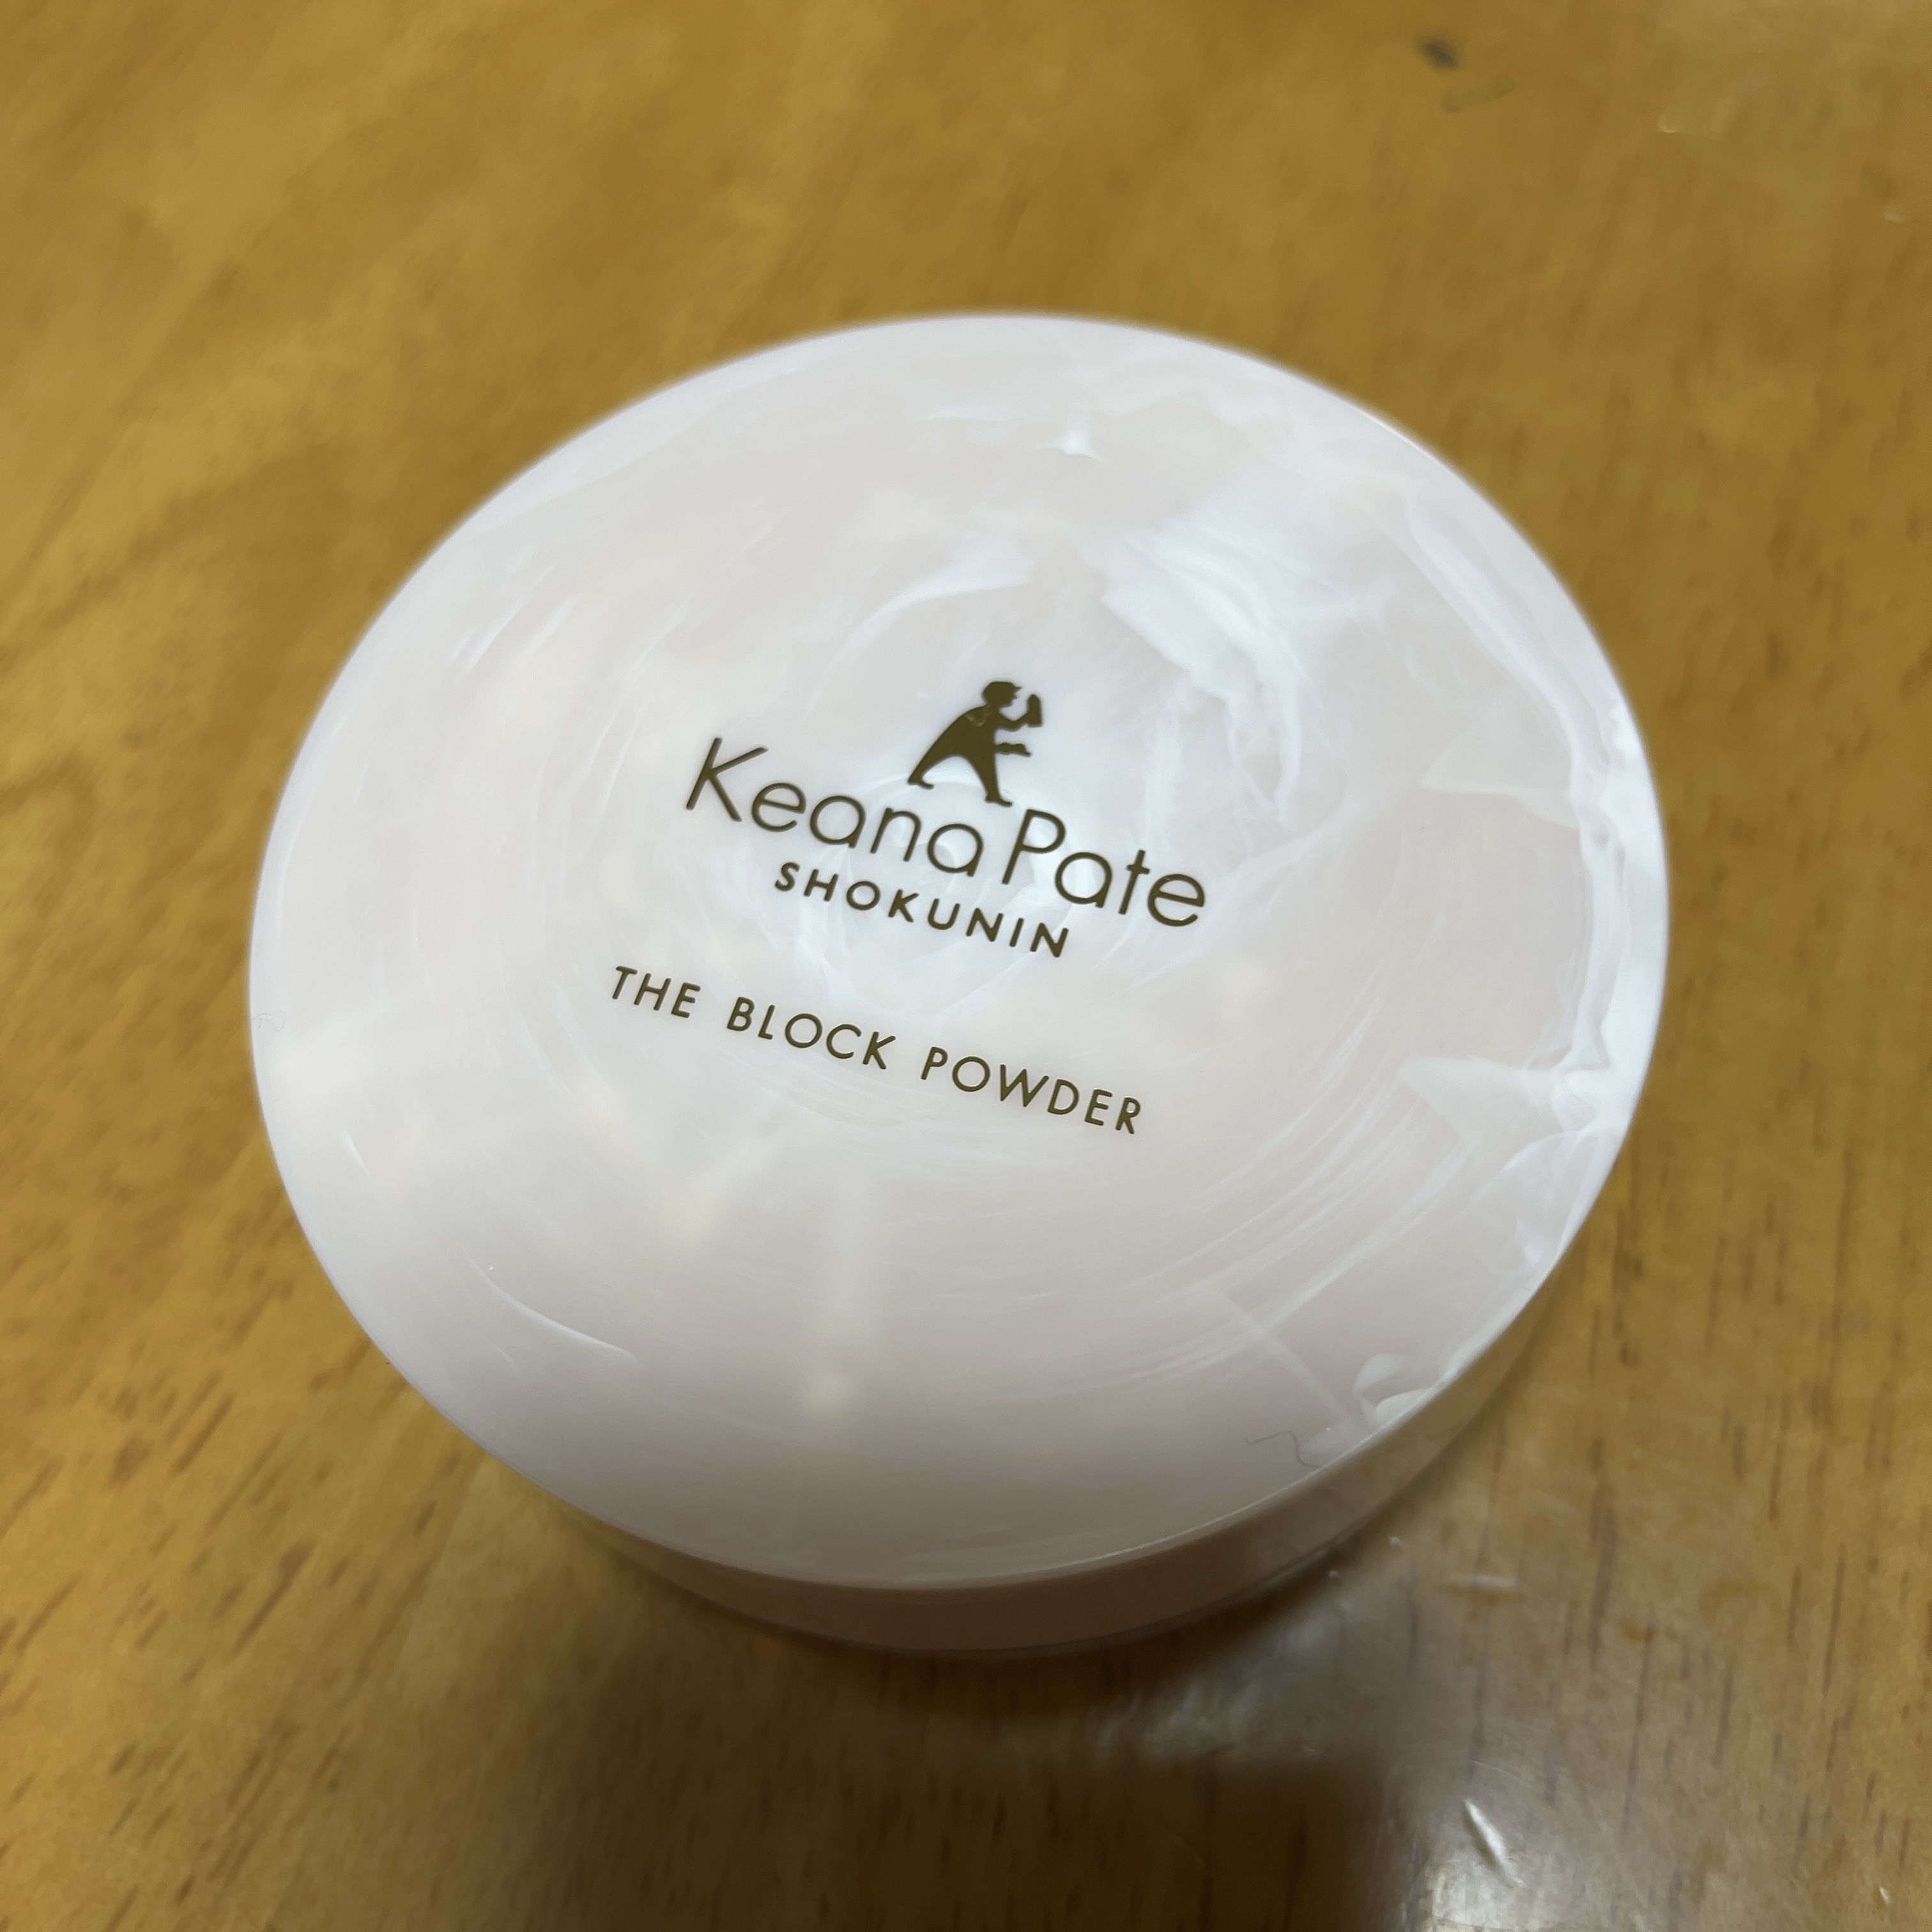 Keana Pate
SHOKUNIN
THE BLOCK POWDER